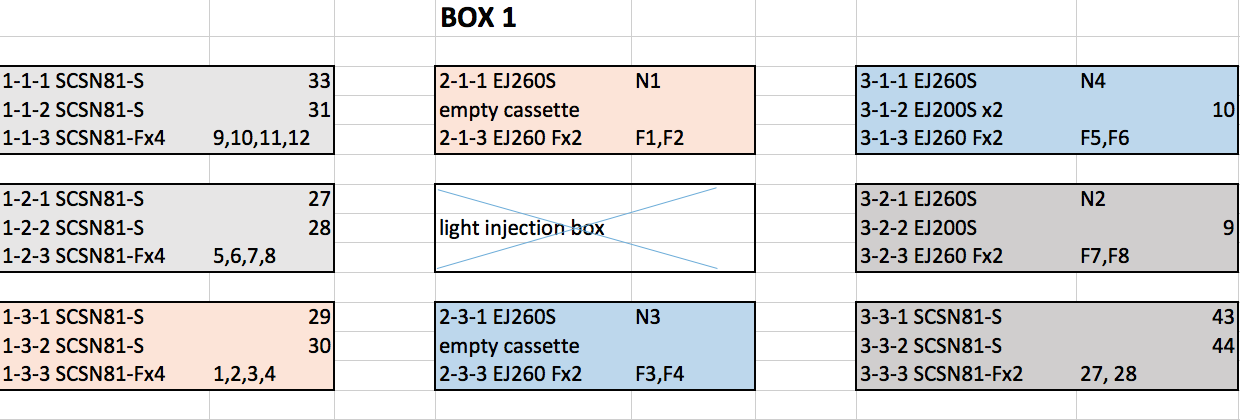 BOX 1
1-1-1 SCSN81-S 33
1-1-2 SCSN81-S 31
1-1-3 SCSN81-Fx4 9,10,11,12
2-1-1 EJ260S N1
empty cassette
2-1-3 EJ260 Fx2 F1,F2
3-1-1 EJ260S N4
3-1-2 EJ200S x2 10
3-1-3 EJ260 Fx2 F5,F6
1-2-1 SCSN81-S 27
1-2-2 SCSN81-S 28
1-2-3 SCSN81-Fx4 5,6,7,8
light injection box
3-2-1 EJ260S N2
3-2-2 EJ200S 9
3-2-3 EJ260 Fx2 F7,F8
1-3-1 SCSN81-S 29
1-3-2 SCSN81-S 30
1-3-3 SCSN81-Fx4 1,2,3,4
2-3-1 EJ260S N3
empty cassette
2-3-3 EJ260 Fx2 F3,F4
3-3-1 SCSN81-S 43
3-3-2 SCSN81-S 44
3-3-3 SCSN81-Fx2 27, 28